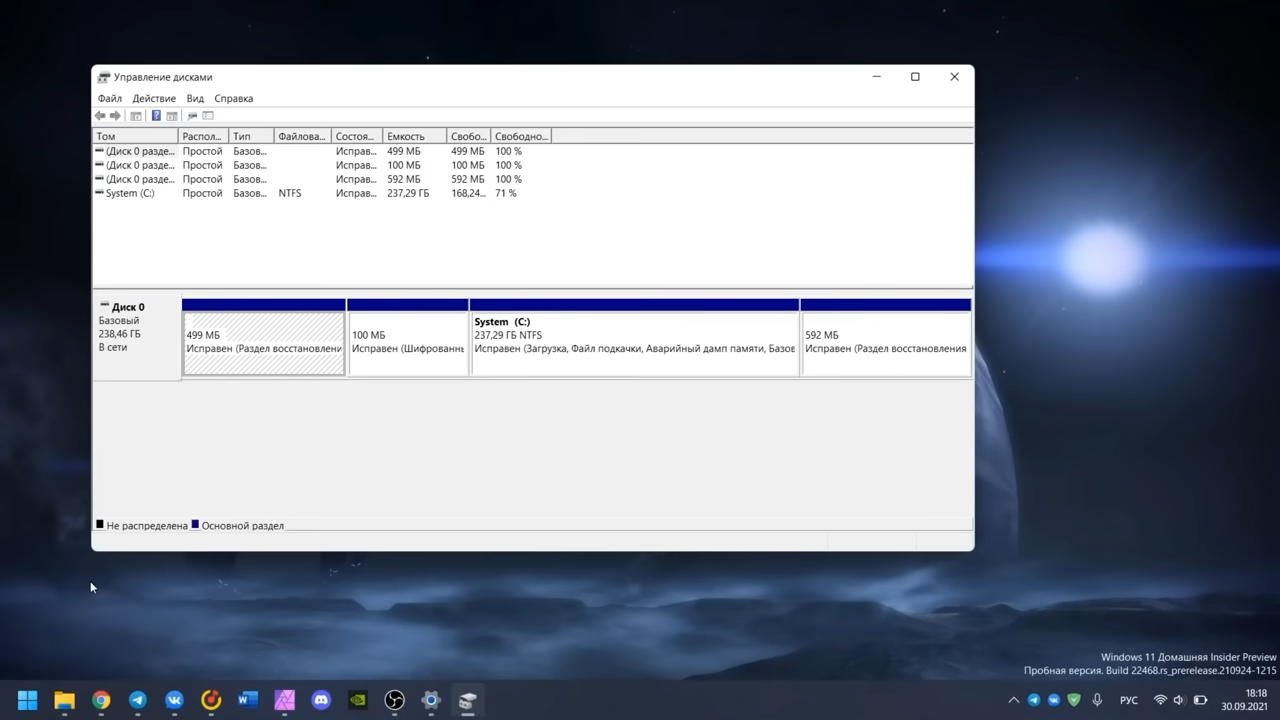 Управление дисками
Файл Действие Вид Справка
Том Распол... Тип Файлова... Состоя... Емкость Свобо... Свободно...
(Диск 0 разде... Простой Базов... Исправ... 499 МБ 499 МБ 100 %
(Диск 0 разде... Простой Базов... Исправ... 100 МБ 100 МБ 100 %
(Диск 0 разде... Простой Базов... Исправ... 592 МБ 592 МБ 100 %
System (C:) Простой Базов... NTFS Исправ... 237,29 ГБ 168,24... 71 %
Диск 0
Базовый
238,46 ГБ
В сети
499 МБ
Исправен (Раздел восстановлени
100 МБ
Исправен (Шифрованн
System (C:)
237,29 ГБ NTFS
Исправен (Загрузка, Файл подкачки, Аварийный дамп памяти, Базов
592 МБ
Исправен (Раздел восстановления
Не распределена Основной раздел
Windows 11 Домашняя Insider Preview
Пробная версия. Build 22468.rs_prerelease.210924-1215
РУС
18:18
30.09.2021